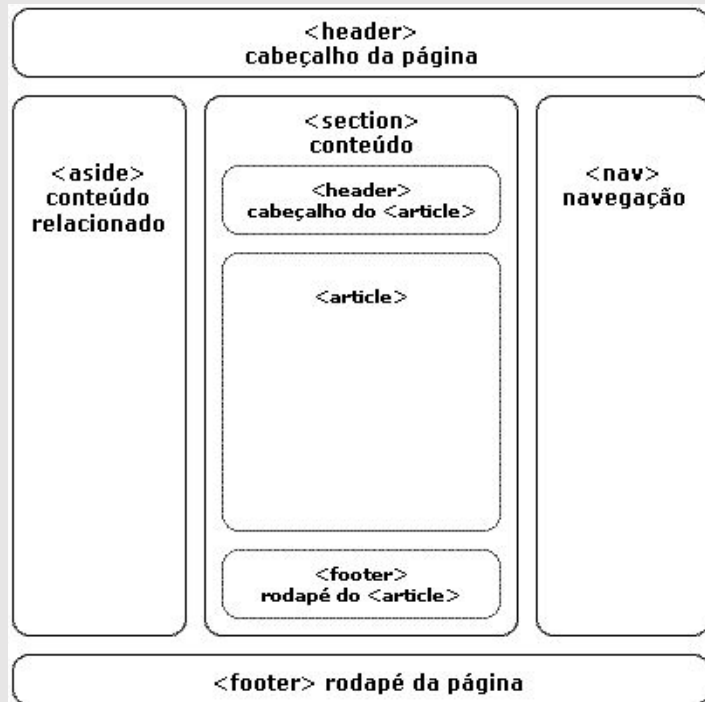 <header>
cabeçalho da página
<aside>
conteúdo
relacionado
<section>
conteúdo
<header>
cabeçalho do <article>
<article>
<footer>
rodapé do <article>
<nav>
navegação
<footer> rodapé da página